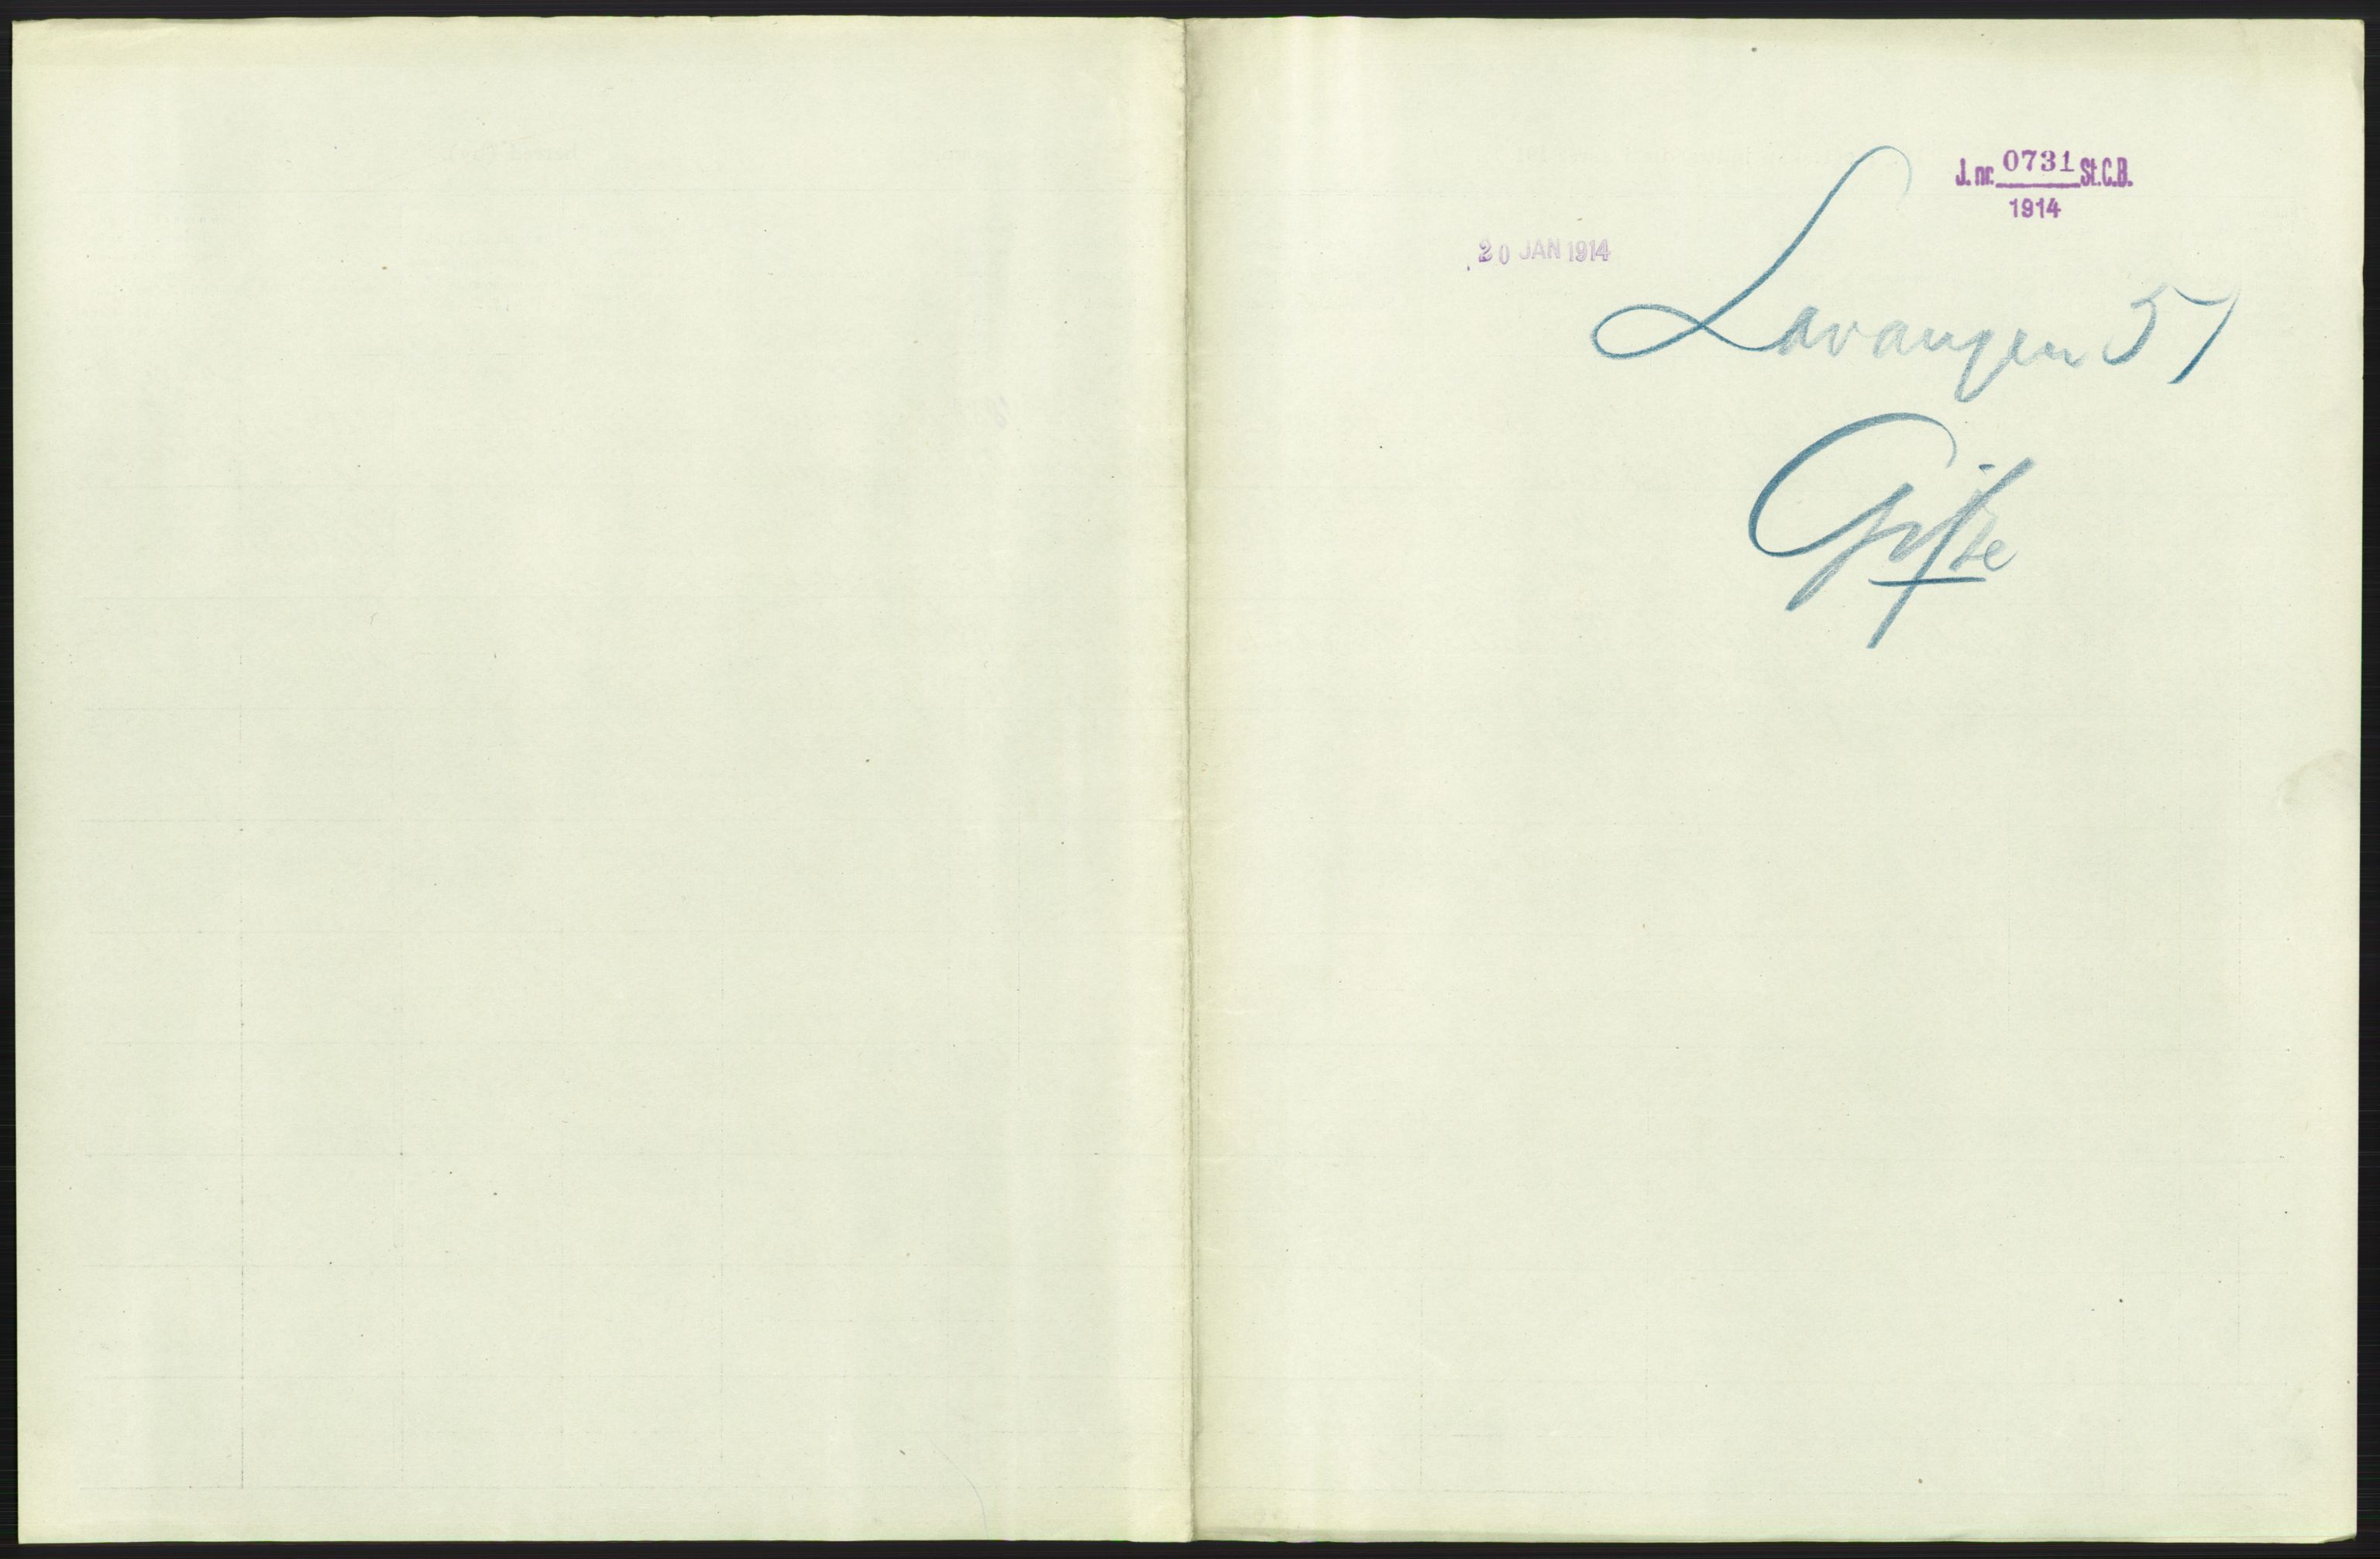 J. nr. 0731 St.C.B.
1914
20 JAN 1914
Lavangen 57
Gifte